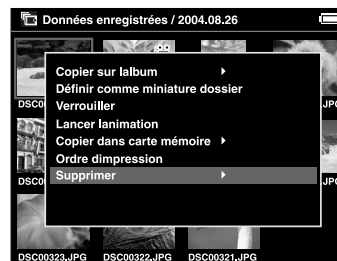 Données enregistrées / 2004.08.26
Copier sur lalbum
Définir comme miniature dossier
Verrouiller
Lancer lanimation
Copier dans carte mémoire
Ordre dimpression
Supprimer
DSC0
JPG
DSC0
JPG
DSC00323.JPG DSC00322.JPG DSC00321.JPG